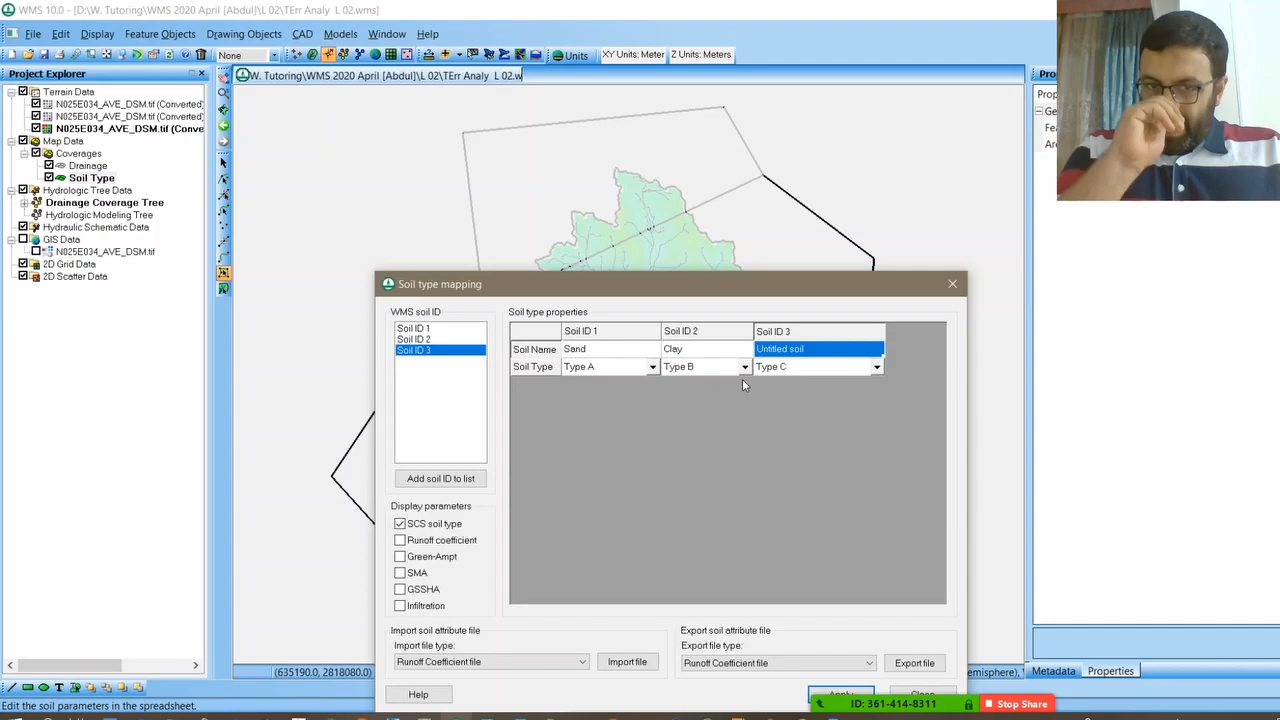 WMS 10.0 - [D:\W. Tutoring\WMS 2020 April [Abdul]\L 02\TErr Analy L 02.wms]
File Edit Display Feature Objects Drawing Objects CAD Models Window Help
None Units XY Units: Meter Z Units: Meters
Project Explorer
W. Tutoring\WMS 2020 April [Abdul]\L 02\TErr Analy L 02.w
Terrain Data
N025E034_AVE_DSM.tif (Converted)
N025E034_AVE_DSM.tif (Converted)
N025E034_AVE_DSM.tif (Conve
Map Data
Coverages
Drainage
Soil Type
Hydrologic Tree Data
Drainage Coverage Tree
Hydrologic Modeling Tree
Hydraulic Schematic Data
GIS Data
N025E034_AVE_DSM.tif
2D Grid Data
2D Scatter Data
Pro
Prop
Ge
Fea
Are
Soil type mapping
WMS soil ID
Soil ID 1
Soil ID 2
Soil ID 3
Add soil ID to list
Soil type properties
Soil ID 1 Soil ID 2 Soil ID 3
Soil Name Sand Clay Untitled soil
Soil Type Type A Type B Type C
Display parameters
SCS soil type
Runoff coefficient
Green-Ampt
SMA
GSSHA
Infiltration
Import soil attribute file
Import file type:
Runoff Coefficient file Import file
Export soil attribute file
Export file type:
Runoff Coefficient file Export file
Help Apply Close
(635190.0, 2818080.0) emisphere),
Metadata Properties
ID: 361-414-8311 Stop Share
Edit the soil parameters in the spreadsheet.